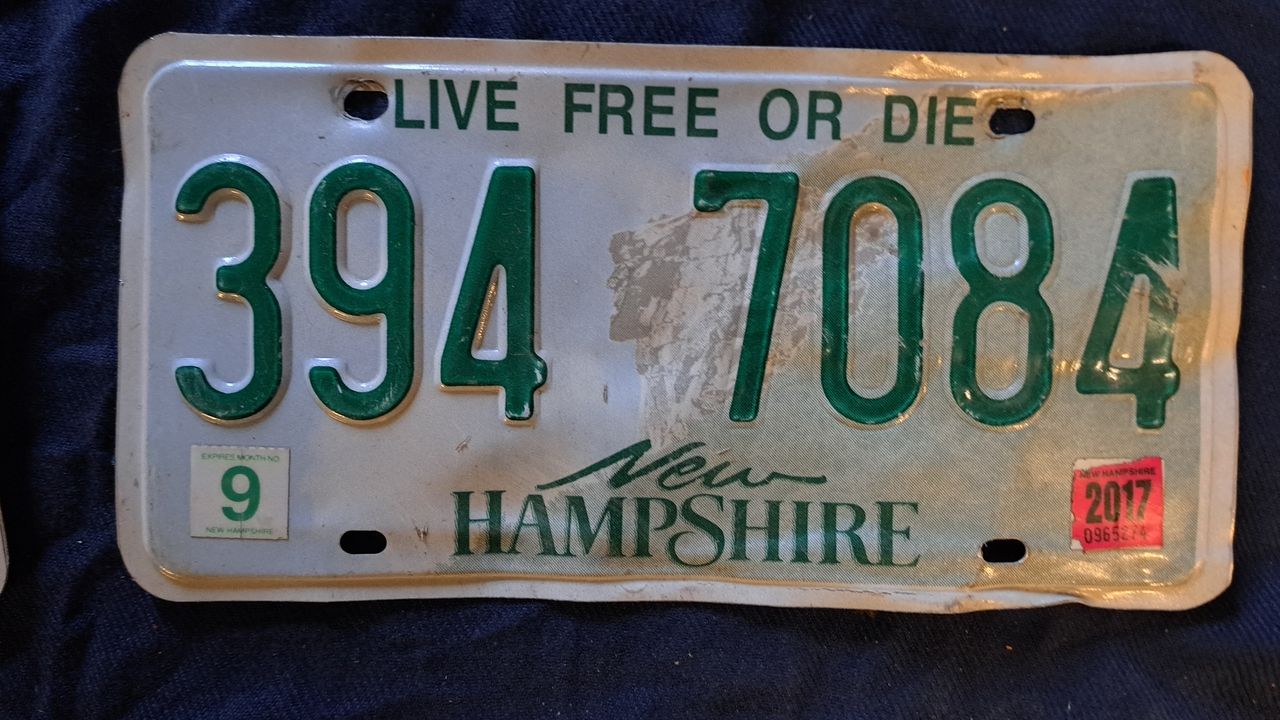 LIVE FREE OR DIE
394 7084
EXPIRES MONTH NO.
9
NEW HAMPSHIRE
New
HAMPSHIRE
NEW HAMPSHIRE
2017
0965274